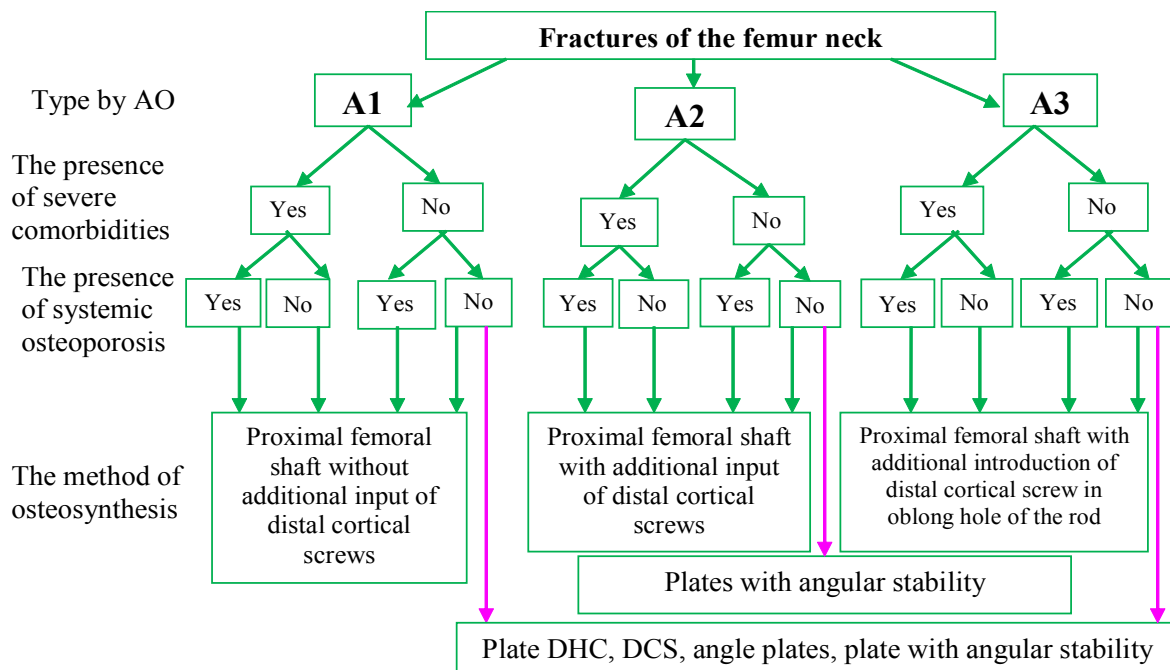 Fractures of the femur neck
Type by AO
A1
A2
A3
The presence
of severe
comorbidities
Yes
No
Yes
No
Yes
No
The presence
of systemic
osteoporosis
Yes
No
Yes
No
Yes
No
Yes
No
Yes
No
Yes
No
The method of
osteosynthesis
Proximal femoral
shaft without
additional input of
distal cortical
screws
Proximal femoral shaft
with additional input
of distal cortical
screws
Proximal femoral shaft with
additional introduction of
distal cortical screw in
oblong hole of the rod
Plates with angular stability
Plate DHC, DCS, angle plates, plate with angular stability